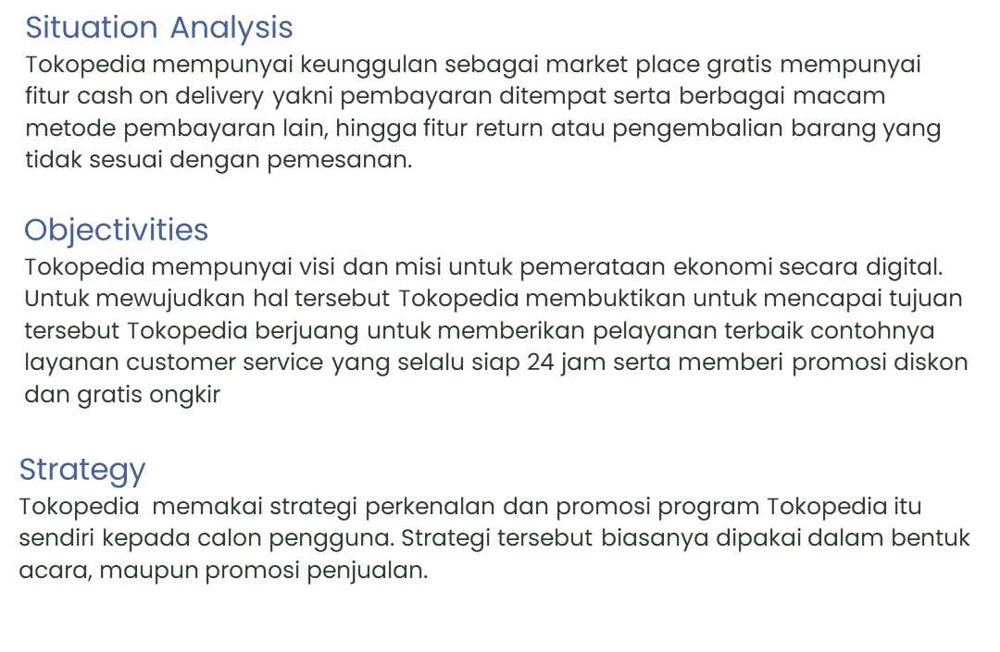 Situation Analysis
Tokopedia mempunyai keunggulan sebagai market place gratis mempunyai
fitur cash on delivery yakni pembayaran ditempat serta berbagai macam
metode pembayaran lain, hingga fitur return atau pengembalian barang yang
tidak sesuai dengan pemesanan.
Objectivities
Tokopedia mempunyai visi dan misi untuk pemerataan ekonomi secara digital.
Untuk mewujudkan hal tersebut Tokopedia membuktikan untuk mencapai tujuan
tersebut Tokopedia berjuang untuk memberikan pelayanan terbaik contohnya
layanan customer service yang selalu siap 24 jam serta memberi promosi diskon
dan gratis ongkir
Strategy
Tokopedia memakai strategi perkenalan dan promosi program Tokopedia itu
sendiri kepada calon pengguna. Strategi tersebut biasanya dipakai dalam bentuk
acara, maupun promosi penjualan.